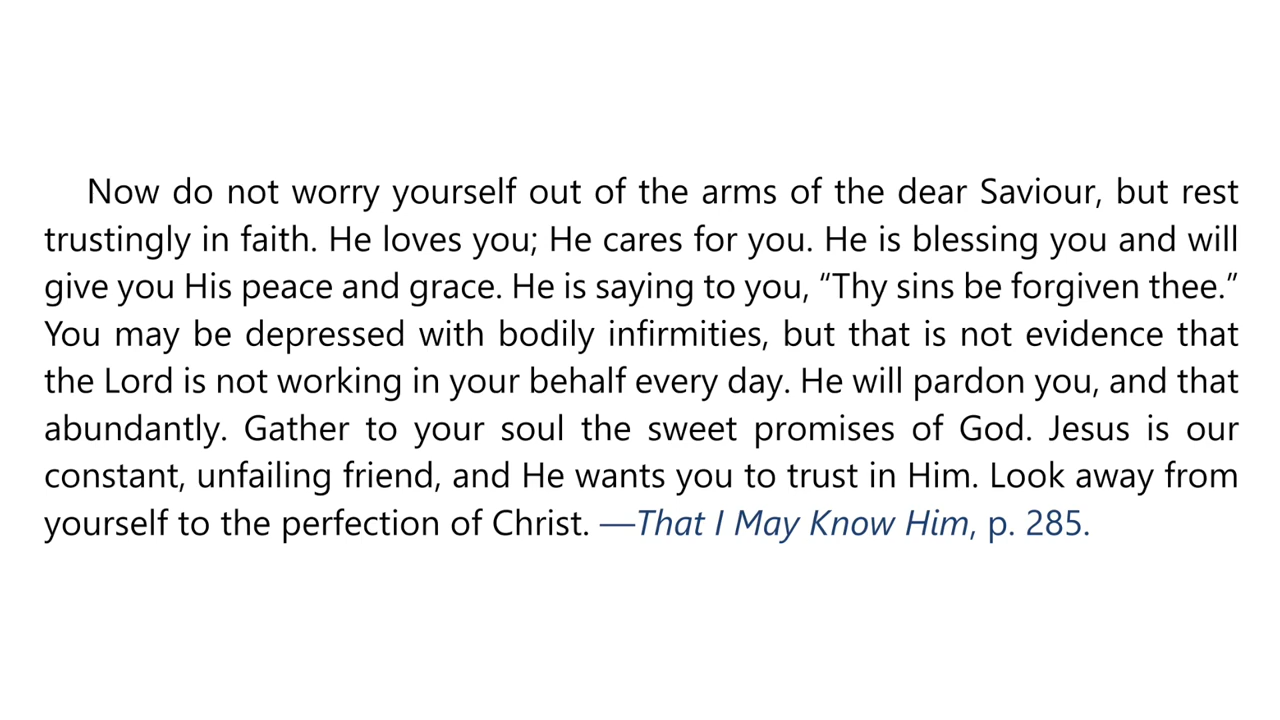 Now do not worry yourself out of the arms of the dear Saviour, but rest
trustingly in faith. He loves you; He cares for you. He is blessing you and will
give you His peace and grace. He is saying to you, “Thy sins be forgiven thee.”
You may be depressed with bodily infirmities, but that is not evidence that
the Lord is not working in your behalf every day. He will pardon you, and that
abundantly. Gather to your soul the sweet promises of God. Jesus is our
constant, unfailing friend, and He wants you to trust in Him. Look away from
yourself to the perfection of Christ. —That I May Know Him, p. 285.